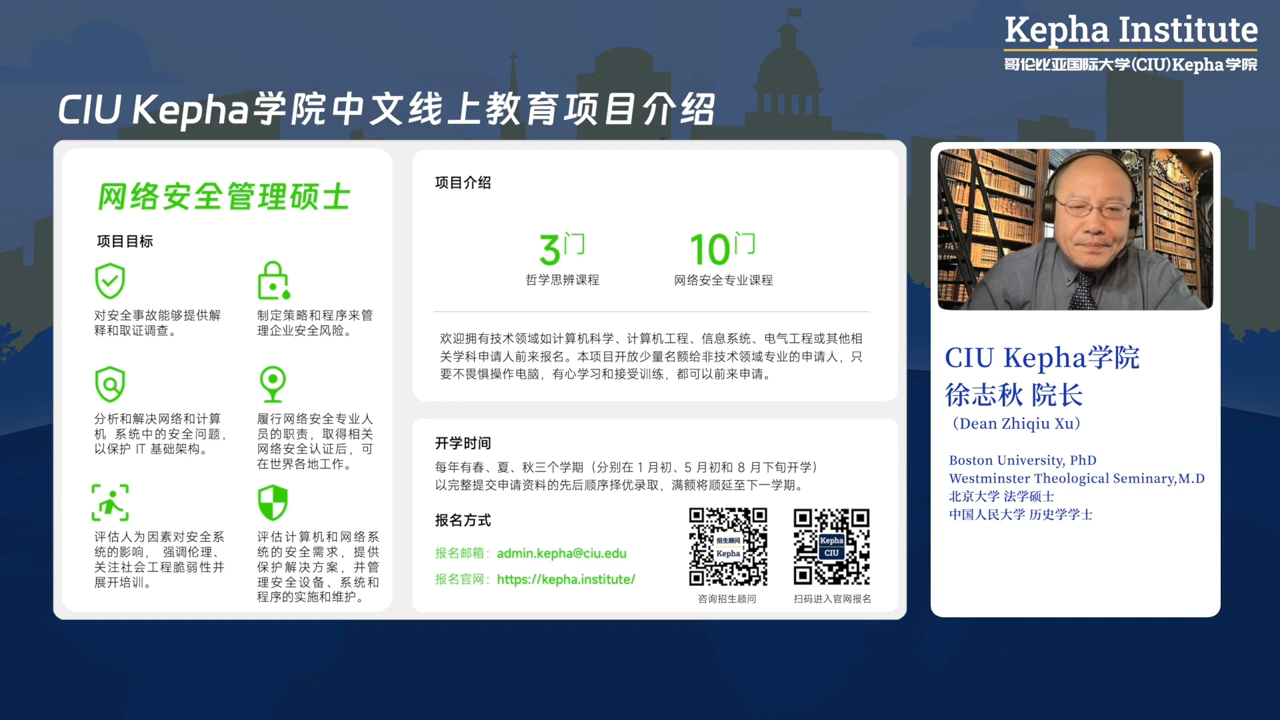 Kepha Institute
哥伦比亚国际大学(CIU)Kepha学院
CIU Kepha学院中文线上教育项目介绍
网络安全管理硕士
项目目标
对安全事故能够提供解
释和取证调查。
制定策略和程序来管
理企业安全风险。
分析和解决网络和计算
机 系统中的安全问题,
以保护 IT 基础架构。
履行网络安全专业人
员的职责，取得相关
网络安全认证后，可
在世界各地工作。
评估人为因素对安全系
统的影响， 强调伦理、
关注社会工程脆弱性并
展开培训。
评估计算机和网络系
统的安全需求，提供
保护解决方案，并管
理安全设备、系统和
程序的实施和维护。
项目介绍
3门
哲学思辨课程
10门
网络安全专业课程
欢迎拥有技术领域如计算机科学、计算机工程、信息系统、电气工程或其他相
关学科申请人前来报名。本项目开放少量名额给非技术领域专业的申请人，只
要不畏惧操作电脑，有心学习和接受训练，都可以前来申请。
开学时间
每年有春、夏、秋三个学期（分别在 1 月初、5 月初和 8 月下旬开学）
以完整提交申请资料的先后顺序择优录取，满额将顺延至下一学期。
报名方式
报名邮箱：admin.kepha@ciu.edu
报名官网：https://kepha.institute/
招生顾问
Kepha
咨询招生顾问
Kepha
CIU
扫码进入官网报名
CIU Kepha学院
徐志秋 院长
（Dean Zhiqiu Xu）
Boston University, PhD
Westminster Theological Seminary,M.D
北京大学 法学硕士
中国人民大学 历史学学士